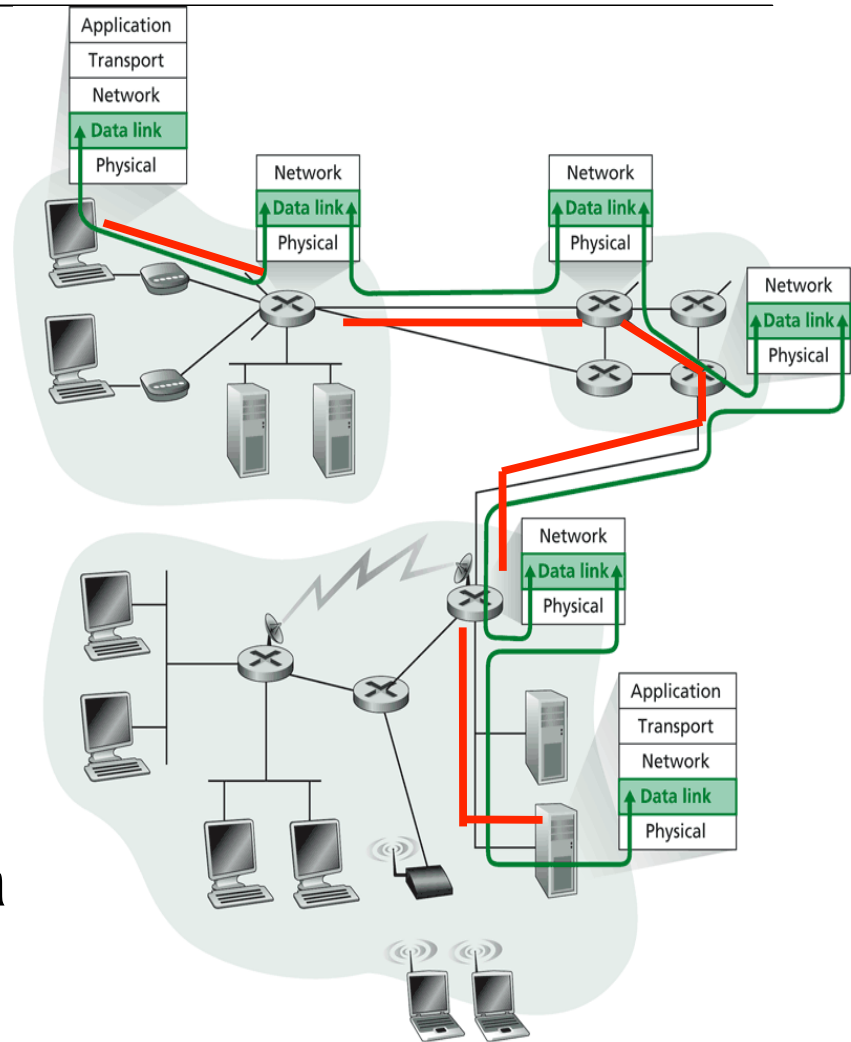 Application
Transport
Network
Data link
Physical
Network
Data link
Physical
Network
Data link
Physical
Network
Data link
Physical
Network
Data link
Physical
Application
Transport
Network
Data link
Physical